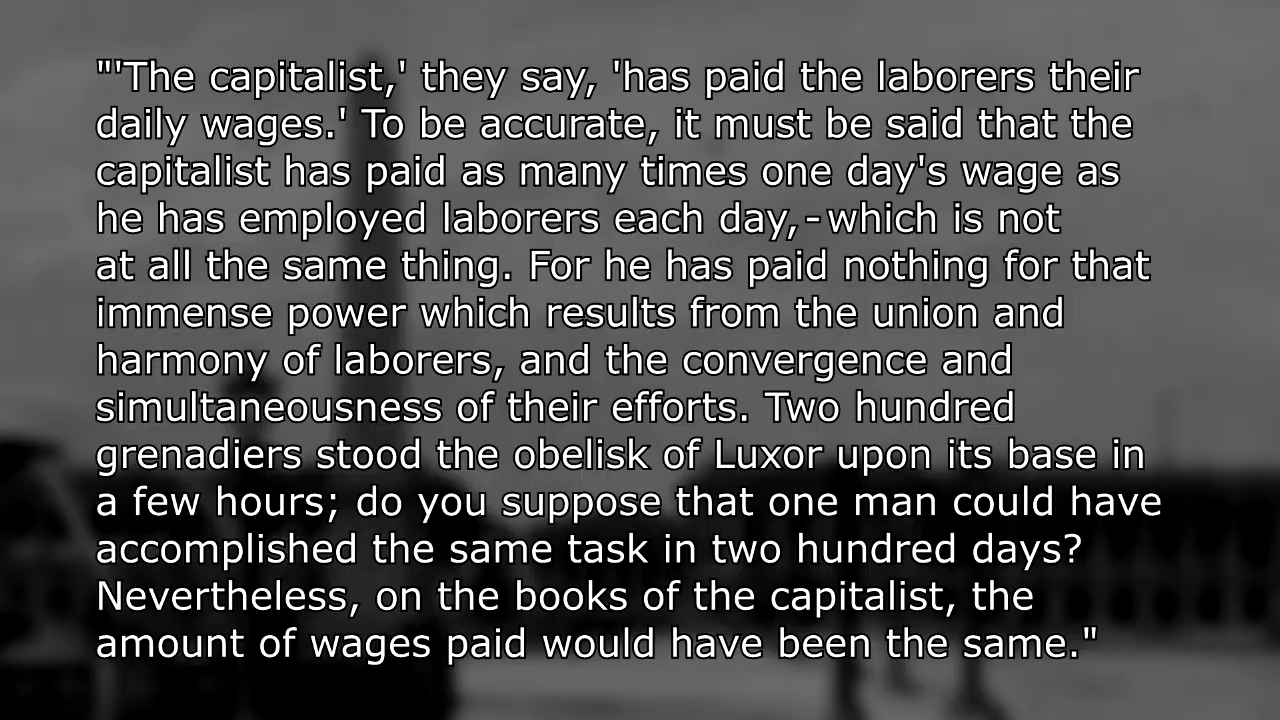 "'The capitalist,' they say, 'has paid the laborers their
daily wages.' To be accurate, it must be said that the
capitalist has paid as many times one day's wage as
he has employed laborers each day,-which is not
at all the same thing. For he has paid nothing for that
immense power which results from the union and
harmony of laborers, and the convergence and
simultaneousness of their efforts. Two hundred
grenadiers stood the obelisk of Luxor upon its base in
a few hours; do you suppose that one man could have
accomplished the same task in two hundred days?
Nevertheless, on the books of the capitalist, the
amount of wages paid would have been the same."